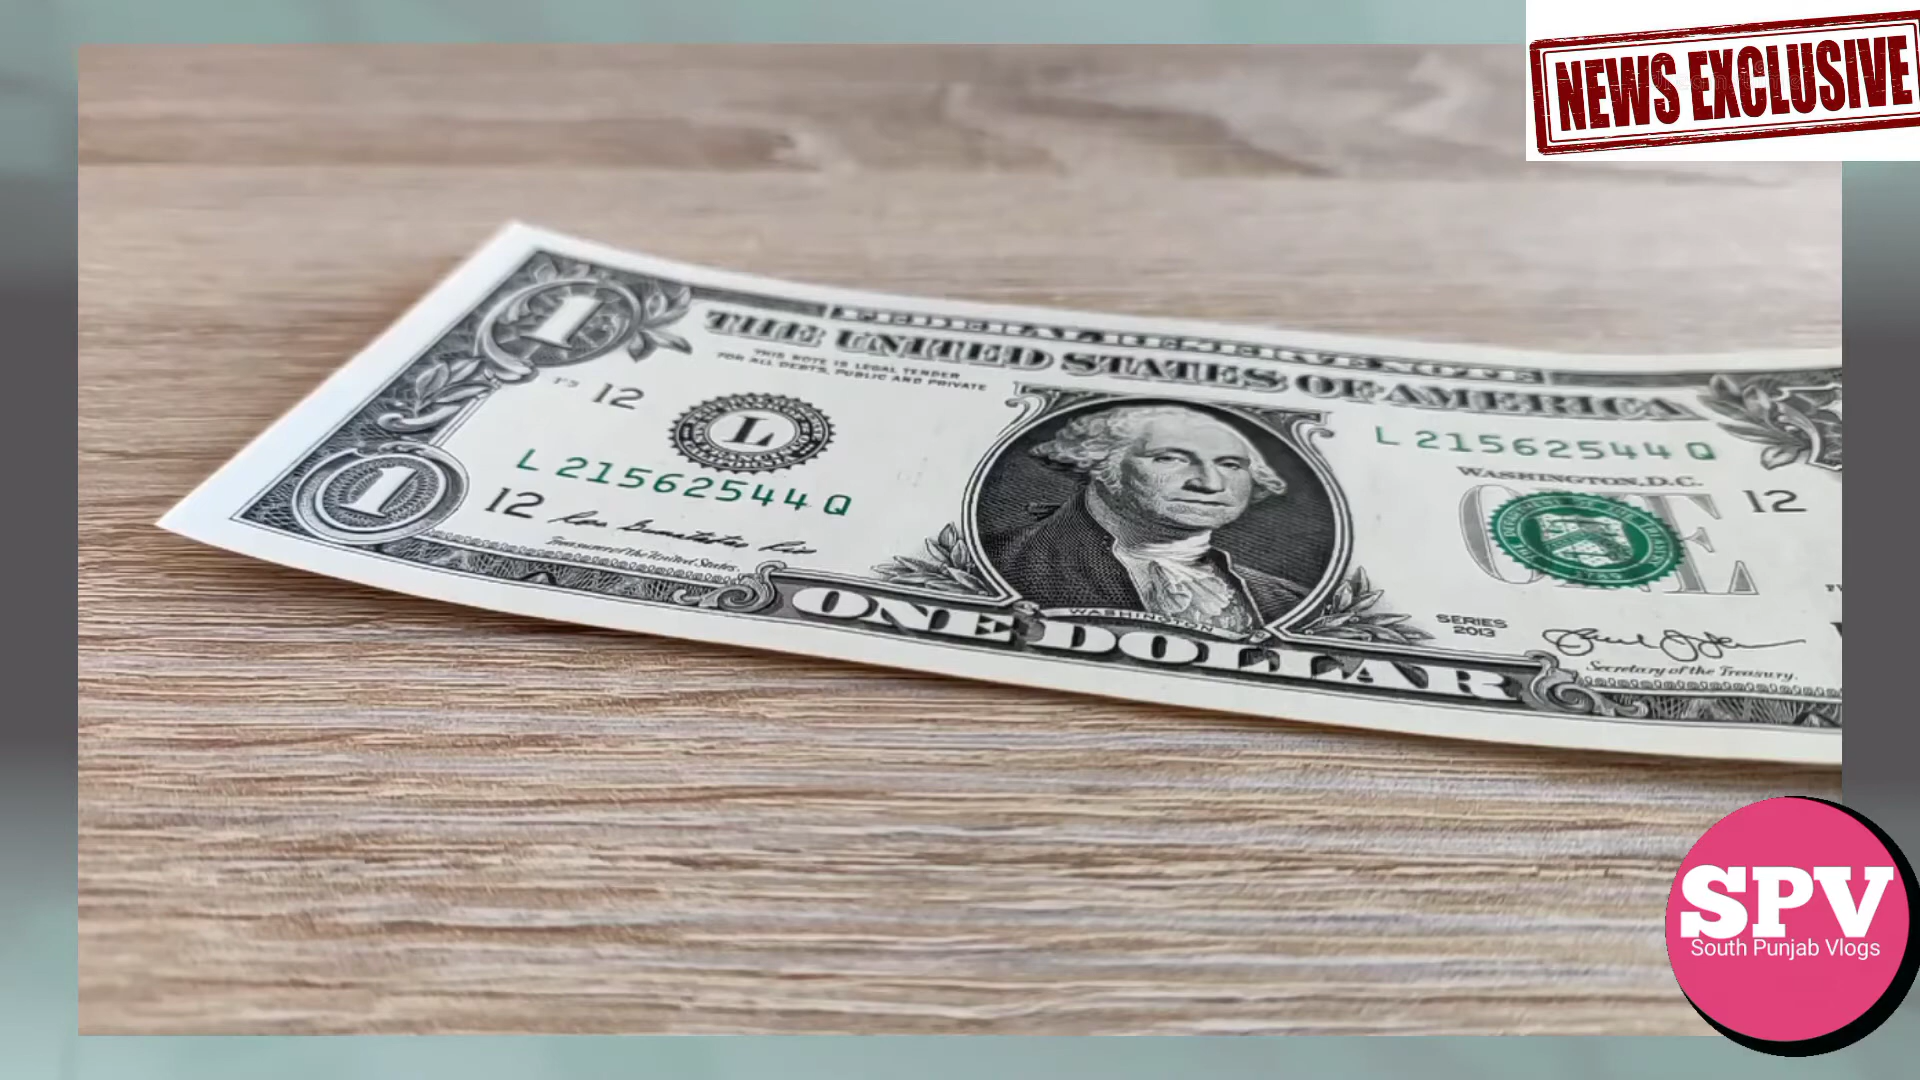 NEWS EXCLUSIVE
FEDERAL RESERVE NOTE
THE UNITED STATES OF AMERICA
THIS NOTE IS LEGAL TENDER
FOR ALL DEBTS, PUBLIC AND PRIVATE
1
12
L
L 21562544 Q
L 21562544 Q
WASHINGTON, D.C.
12
1
12
Treasurer of the United States.
WASHINGTON
SERIES
2013
Secretary of the Treasury.
ONE DOLLAR
SPV
South Punjab Vlogs